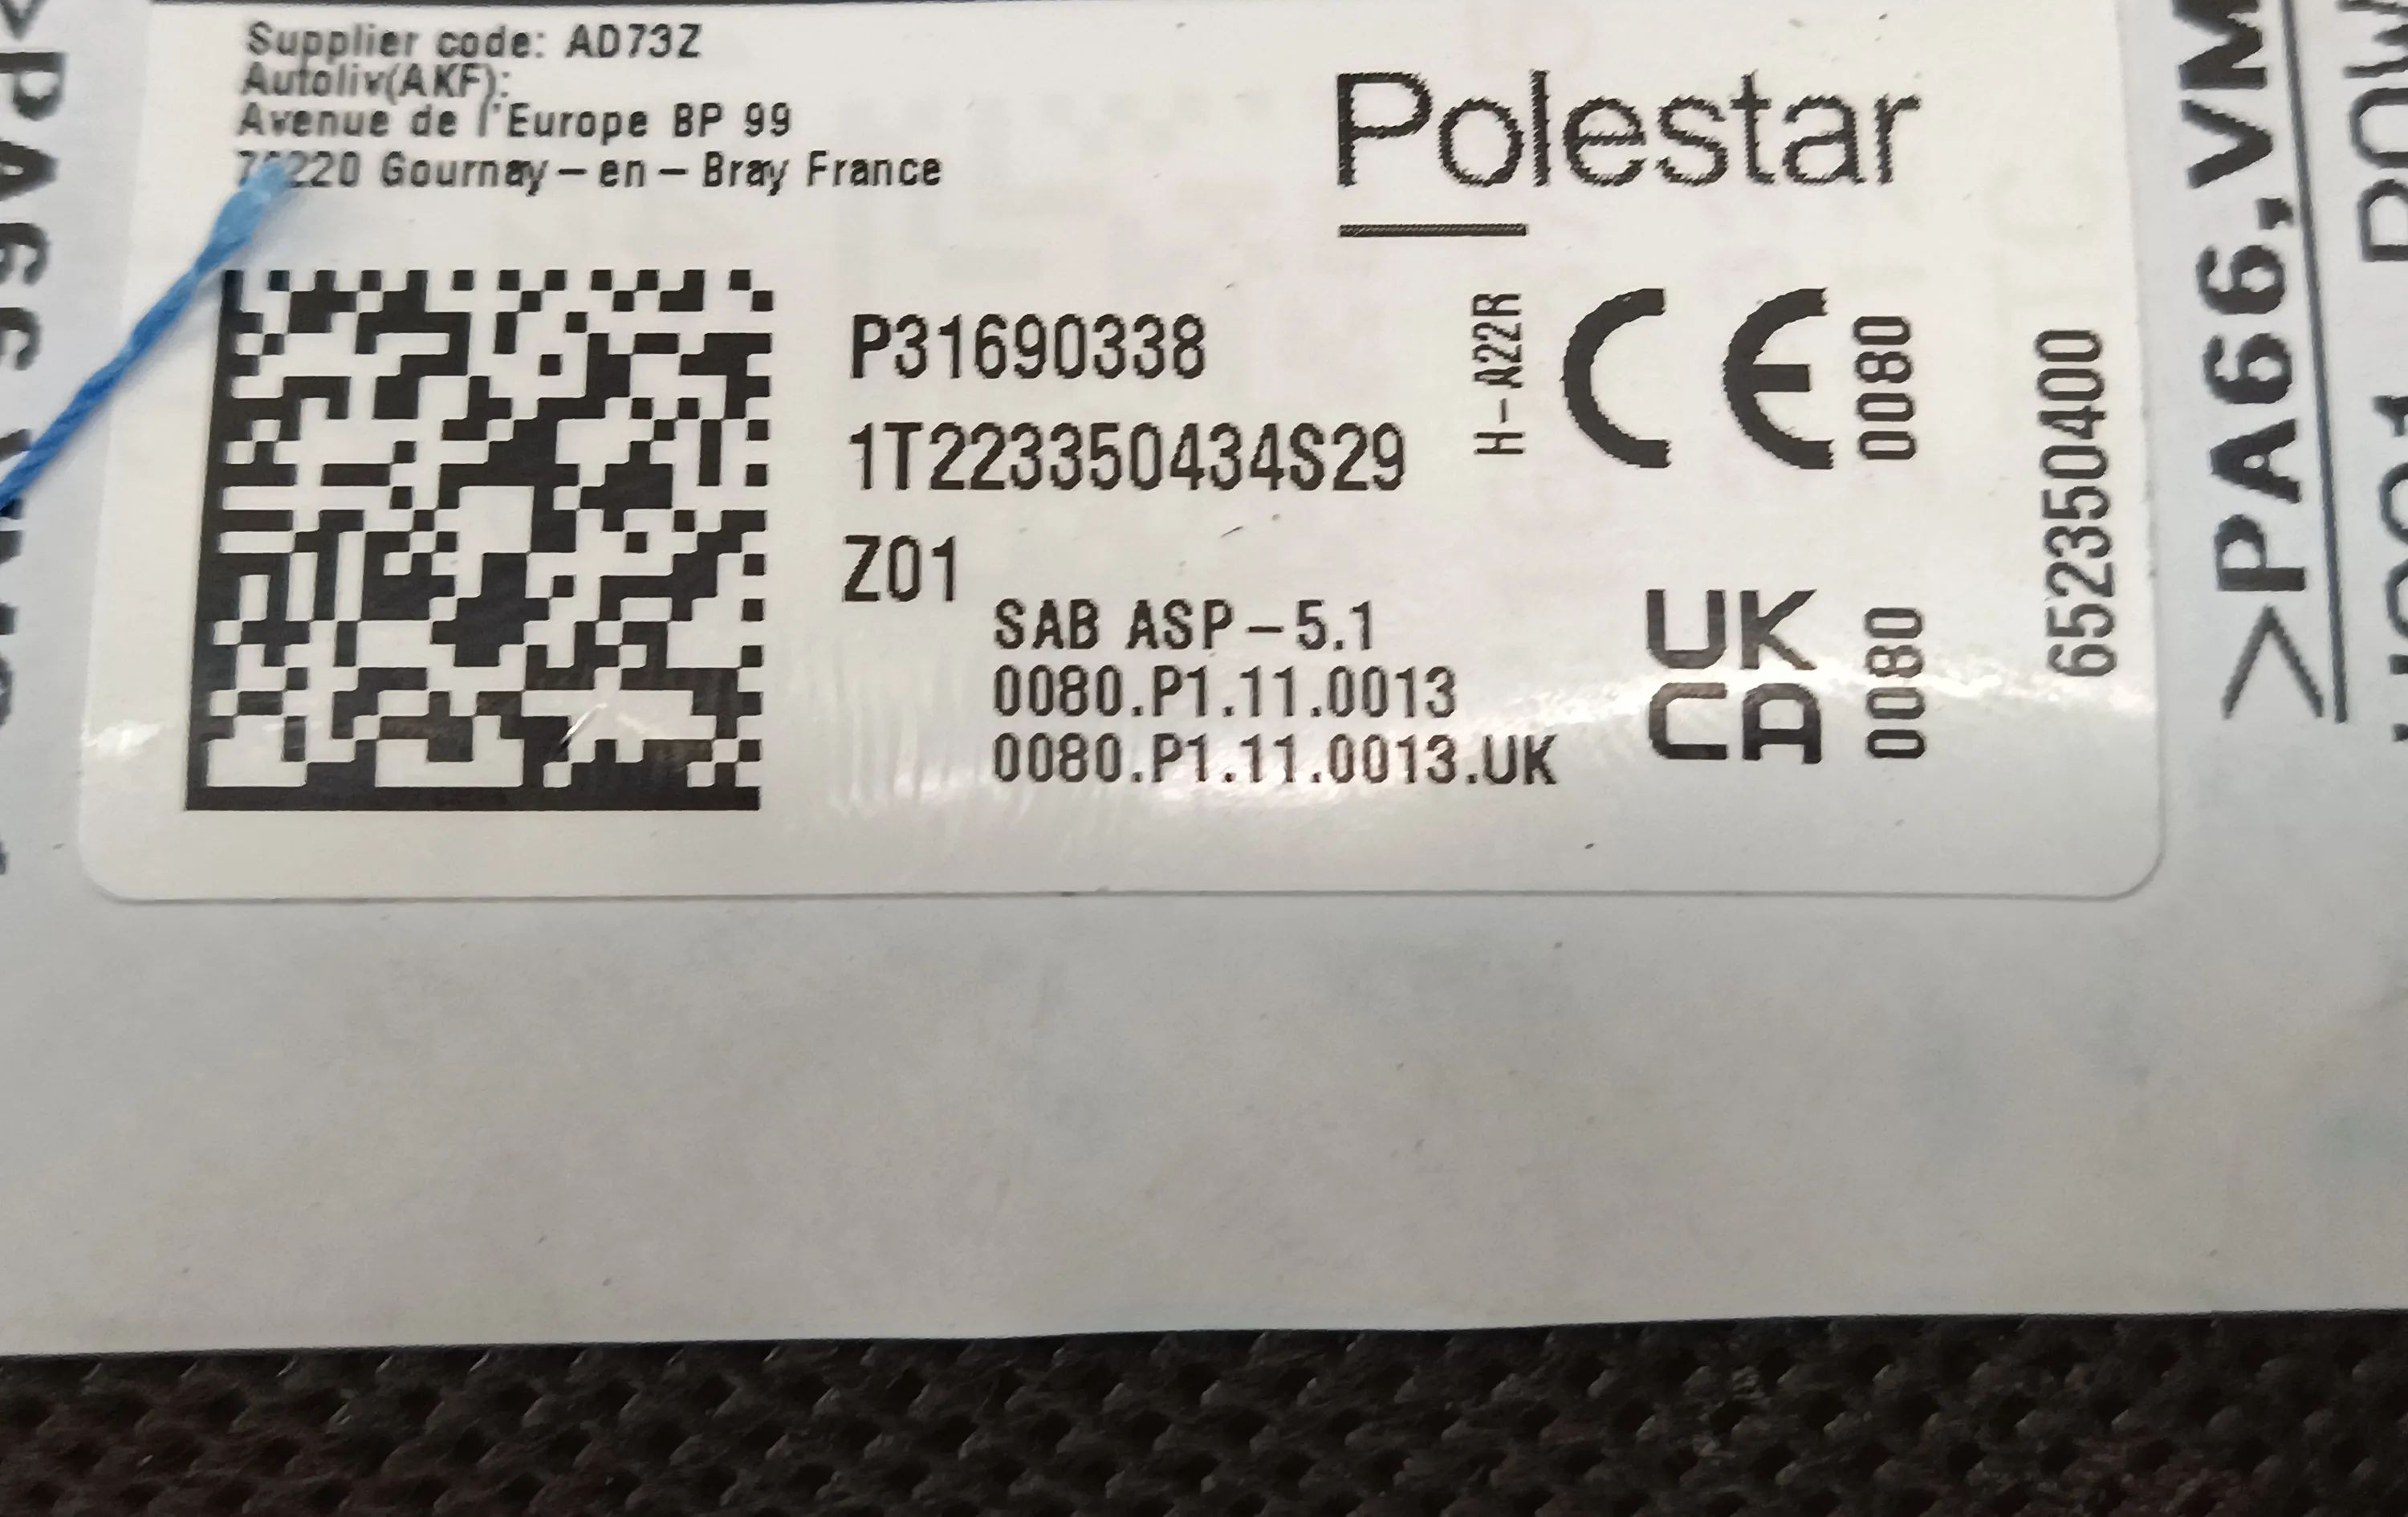 Supplier code: AD73Z
Autoliv(AKF):
Avenue de l'Europe BP 99
Gournay-en-Bray France
Polestar
P31690338
1T223350434S29
Z01
SAB ASP-5.1
0080.P1.11.0013
0080.P1.11.0013.UK
H-A22R
CE
0080
UK
CA
0080
652350400
>PA66,VM